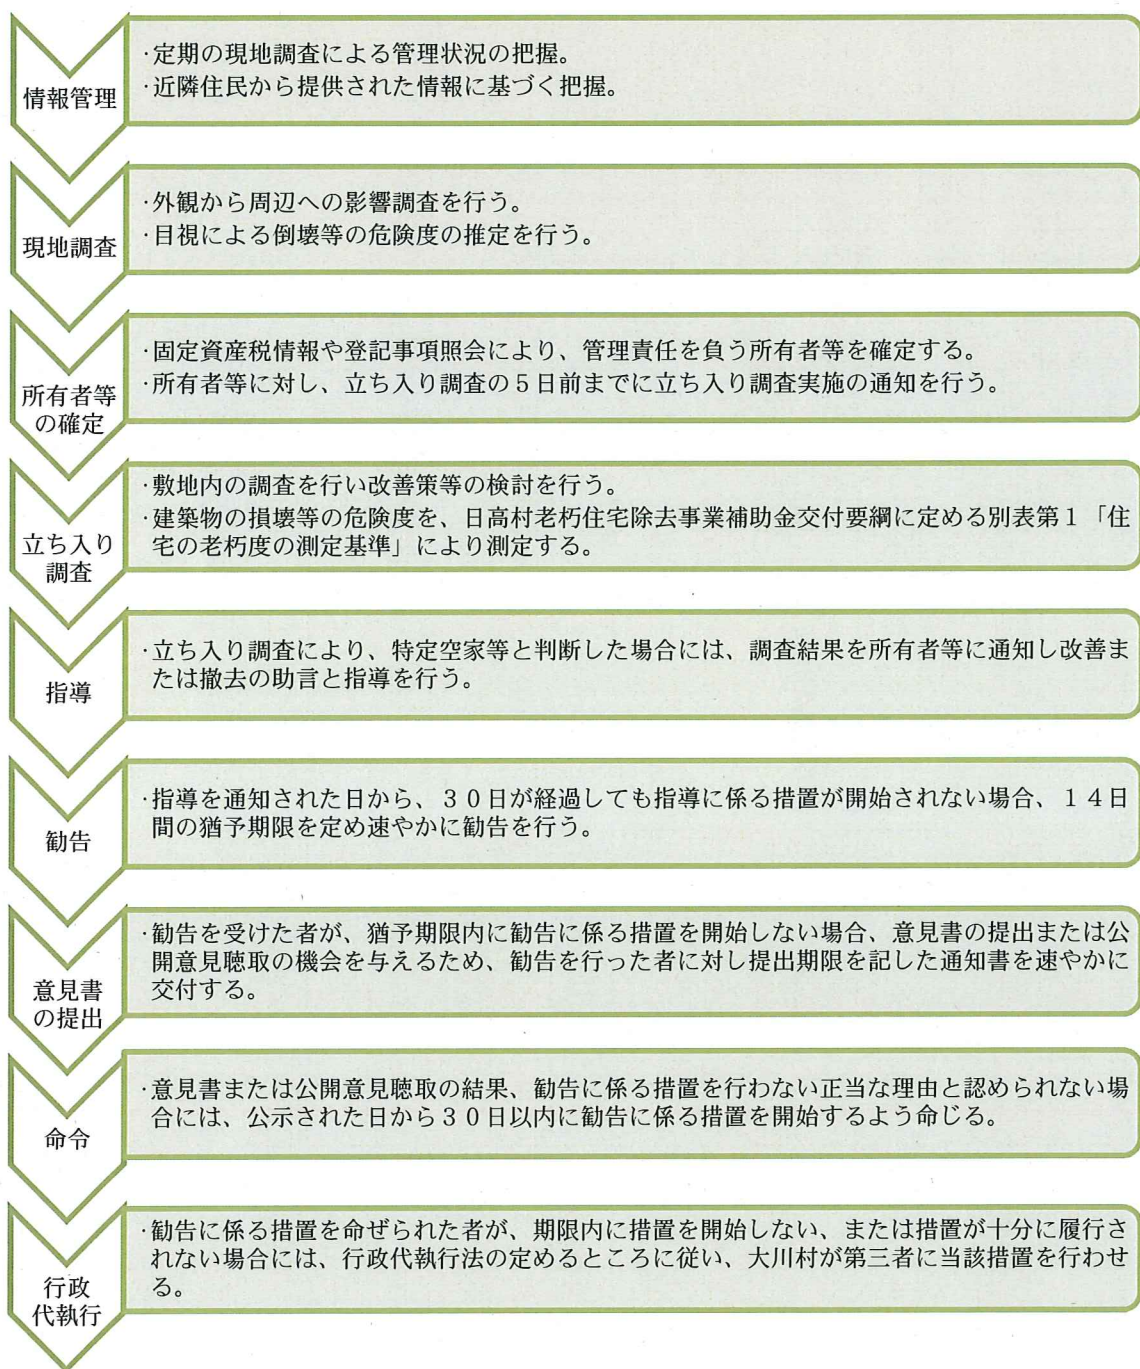 情報管理
・定期の現地調査による管理状況の把握。
・近隣住民から提供された情報に基づく把握。
現地調査
・外観から周辺への影響調査を行う。
・目視による倒壊等の危険度の推定を行う。
所有者等
の確定
・固定資産税情報や登記事項照会により、管理責任を負う所有者等を確定する。
・所有者等に対し、立ち入り調査の５日前までに立ち入り調査実施の通知を行う。
立ち入り
調査
・敷地内の調査を行い改善策等の検討を行う。
・建築物の損壊等の危険度を、日高村老朽住宅除去事業補助金交付要綱に定める別表第１「住
宅の老朽度の測定基準」により測定する。
指導
・立ち入り調査により、特定空家等と判断した場合には、調査結果を所有者等に通知し改善ま
たは撤去の助言と指導を行う。
勧告
・指導を通知された日から、３０日が経過しても指導に係る措置が開始されない場合、１４日
間の猶予期限を定め速やかに勧告を行う。
意見書
の提出
・勧告を受けた者が、猶予期限内に勧告に係る措置を開始しない場合、意見書の提出または公
開意見聴取の機会を与えるため、勧告を行った者に対し提出期限を記した通知書を速やかに
交付する。
命令
・意見書または公開意見聴取の結果、勧告に係る措置を行わない正当な理由と認められない場
合には、公示された日から３０日以内に勧告に係る措置を開始するよう命じる。
行政
代執行
・勧告に係る措置を命ぜられた者が、期限内に措置を開始しない、または措置が十分に履行さ
れない場合には、行政代執行法の定めるところに従い、大川村が第三者に当該措置を行わせ
る。